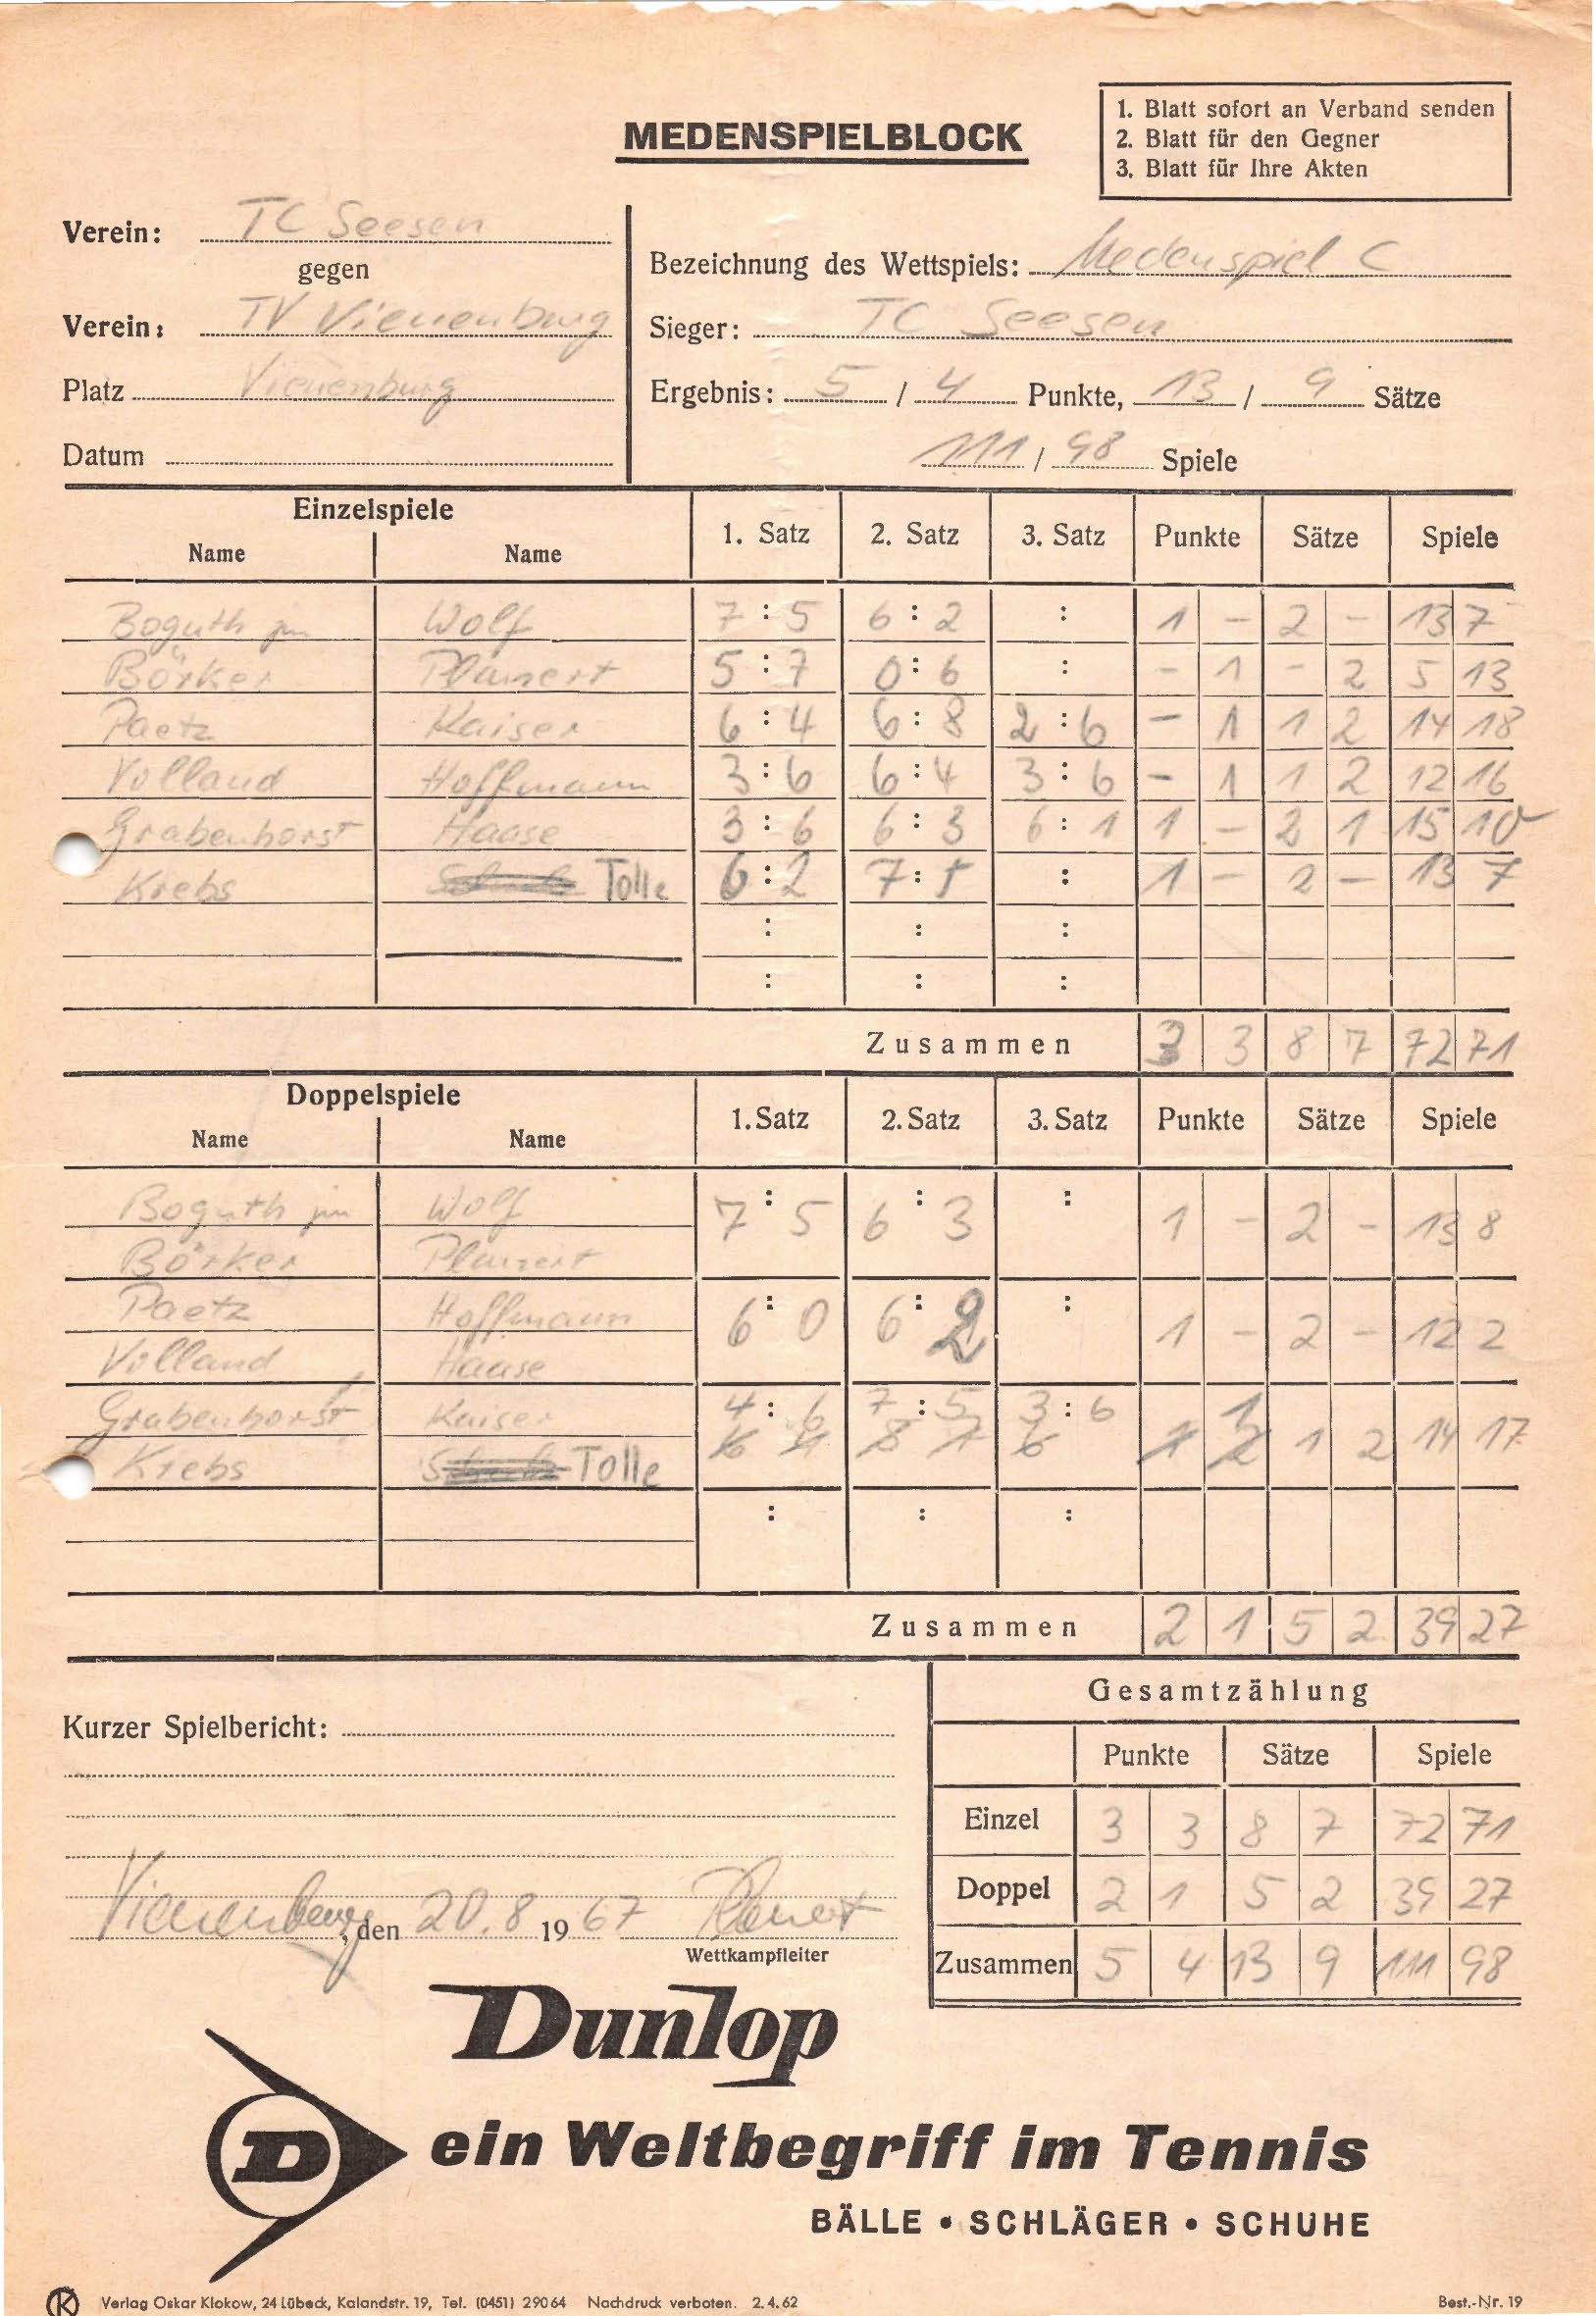 MEDENSPIELBLOCK
1. Blatt sofort an Verband senden
2. Blatt für den Gegner
3. Blatt für Ihre Akten
Verein: TC Seesen
gegen
Verein: TV Vienenburg
Platz Vienenburg
Datum
Bezeichnung des Wettspiels: Medenspiel C
Sieger: TC Seesen
Ergebnis: 5 / 4 Punkte, 13 / 9 Sätze
111 / 98 Spiele
Einzelspiele
Name Name 1. Satz 2. Satz 3. Satz Punkte Sätze Spiele
Boguth jun Wolf 7 : 5 6 : 2 : 1 - 2 - 13 7
Börker Planert 5 : 7 0 : 6 : - 1 - 2 5 13
Paetz Kaiser 6 : 4 6 : 8 2 : 6 - 1 1 2 14 18
Volland Hoffmann 3 : 6 6 : 4 3 : 6 - 1 1 2 12 16
Grabenhorst Haase 3 : 6 6 : 3 6 : 1 1 - 2 1 15 10
Krebs Tolle 6 : 2 7 : 5 : 1 - 2 - 13 7
: : :
: : :
Zusammen 3 3 8 7 72 71
Doppelspiele
Name Name 1. Satz 2. Satz 3. Satz Punkte Sätze Spiele
Boguth jun Wolf 7 : 5 6 : 3 : 1 - 2 - 13 8
Börker Planert
Paetz Hoffmann 6 : 0 6 : 2 : 1 - 2 - 12 2
Volland Haase
Grabenhorst Kaiser 4 : 6 7 : 5 3 : 6 1 1 2 14 17
Krebs Tolle
: : :
Zusammen 2 1 5 2 39 27
Kurzer Spielbericht:
Gesamtzählung
Punkte Sätze Spiele
Einzel 3 3 8 7 72 71
Doppel 2 1 5 2 39 27
Zusammen 5 4 13 9 111 98
Vienenburg, den 20.8 19 67 Planert
Wettkampfleiter
Dunlop
D
ein Weltbegriff im Tennis
BÄLLE • SCHLÄGER • SCHUHE
K Verlag Oskar Klokow, 24 Lübeck, Kalandstr. 19, Tel. (0451) 29064 Nachdruck verboten. 2.4.62 Best.-Nr. 19